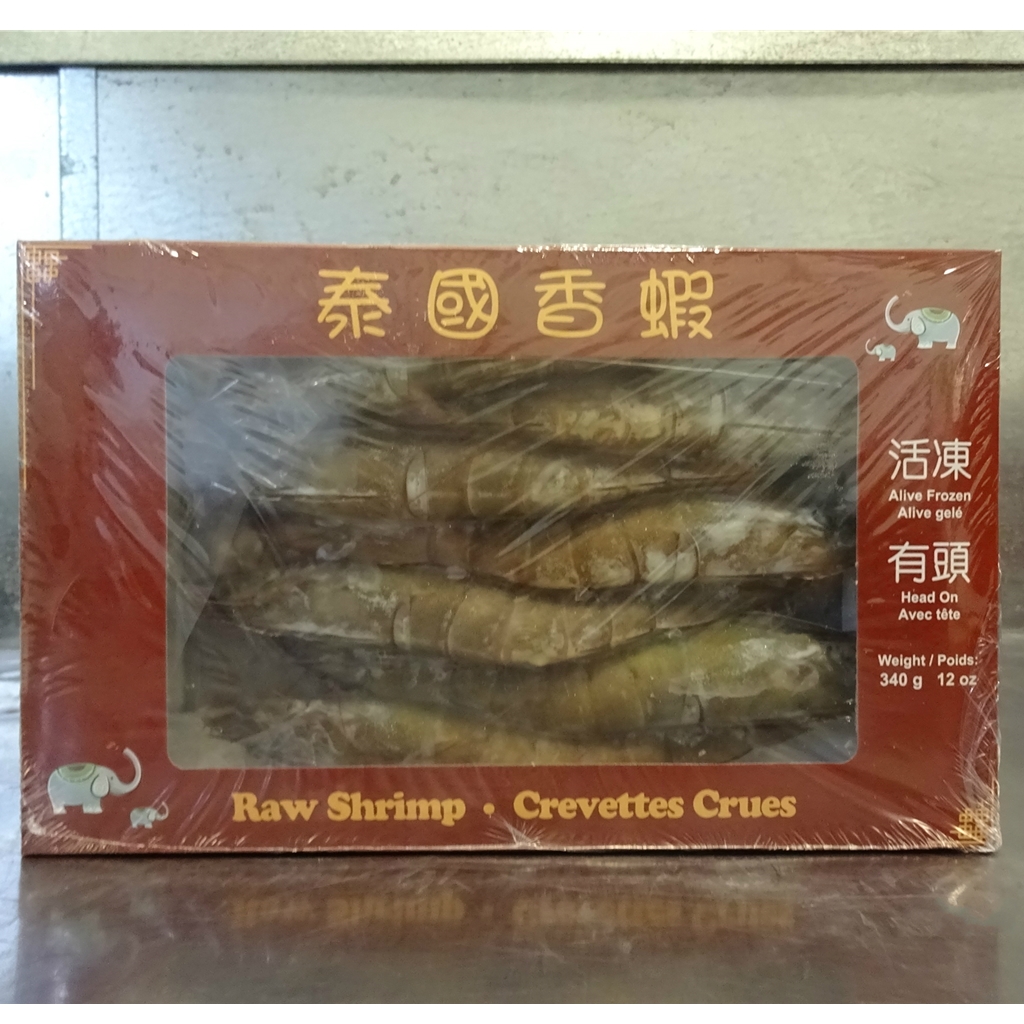 泰國香蝦
活凍
Alive Frozen
Alive gelé
有頭
Head On
Avec tête
Weight / Poids:
340 g 12 oz
Raw Shrimp • Crevettes Crues